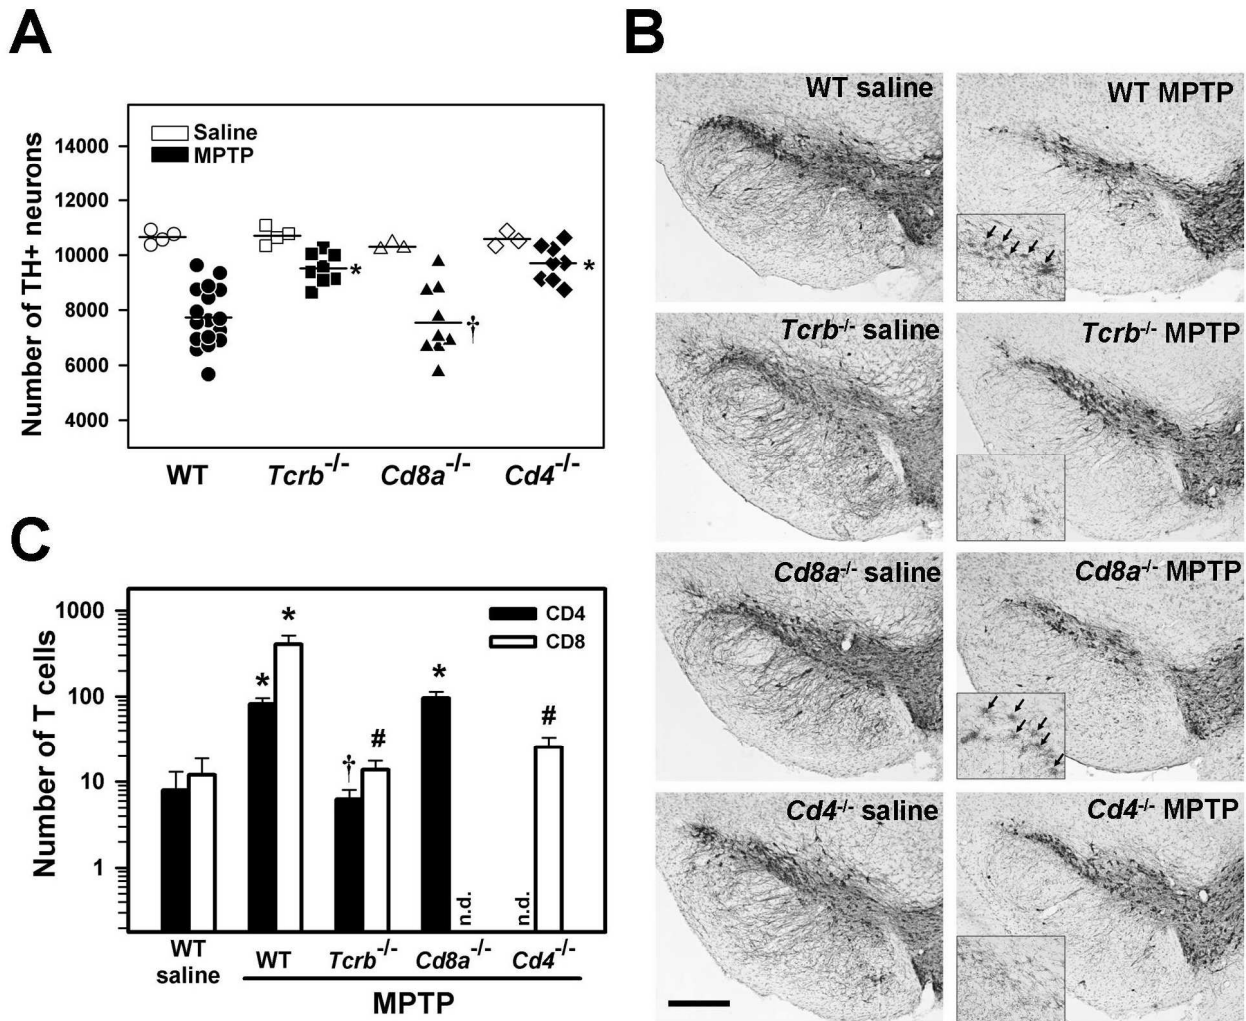 A
Saline
MPTP
14000
12000
10000
8000
6000
4000
Number of TH+ neurons
*
†
*
WT
Tcrb-/-
Cd8a-/-
Cd4-/-
B
WT saline
WT MPTP
Tcrb-/- saline
Tcrb-/- MPTP
Cd8a-/- saline
Cd8a-/- MPTP
Cd4-/- saline
Cd4-/- MPTP
C
CD4
CD8
1000
100
10
1
Number of T cells
*
*
†
#
*
n.d.
n.d.
#
WT saline
WT
Tcrb-/-
Cd8a-/-
Cd4-/-
MPTP